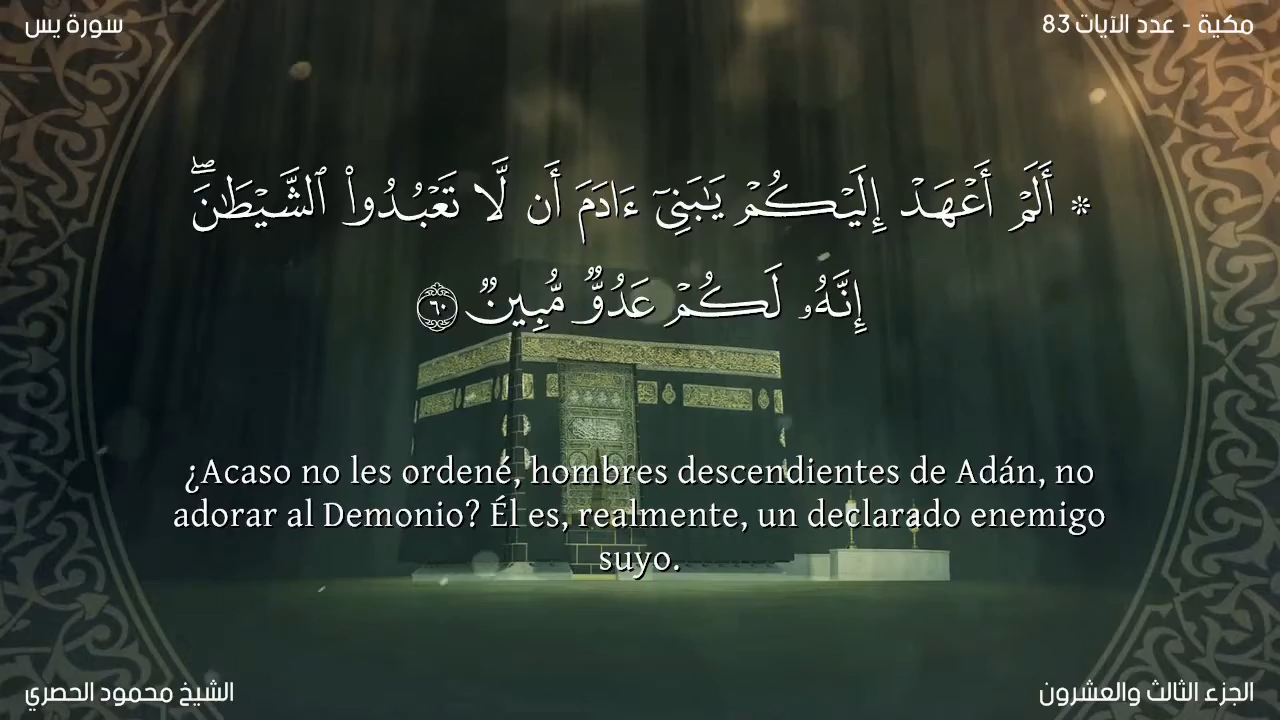 سورة يس
مكية - عدد الآيات 83
* أَلَمْ أَعْهَدْ إِلَيْكُمْ يَـٰبَنِىٓ ءَادَمَ أَن لَّا تَعْبُدُوا۟ ٱلشَّيْطَـٰنَ ۖ
إِنَّهُۥ لَكُمْ عَدُوٌّ مُّبِينٌ ٦٠
¿Acaso no les ordené, hombres descendientes de Adán, no
adorar al Demonio? Él es, realmente, un declarado enemigo
suyo.
الشيخ محمود الحصري
الجزء الثالث والعشرون